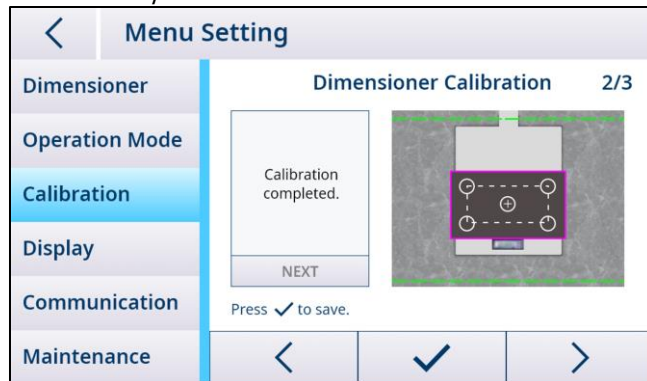 Menu Setting
Dimensioner
Operation Mode
Calibration
Display
Communication
Maintenance
Dimensioner Calibration 2/3
Calibration
completed.
NEXT
Press ✓ to save.